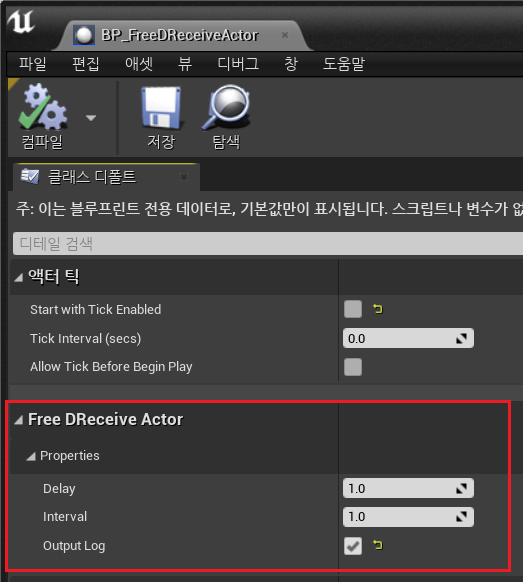 BP_FreeDReceiveActor
파일 편집 애셋 뷰 디버그 창 도움말
컴파일 저장 탐색
클래스 디폴트
주: 이는 블루프린트 전용 데이터로, 기본값만이 표시됩니다. 스크립트나 변수가 없
디테일 검색
액터 틱
Start with Tick Enabled
Tick Interval (secs) 0.0
Allow Tick Before Begin Play
Free DReceive Actor
Properties
Delay 1.0
Interval 1.0
Output Log